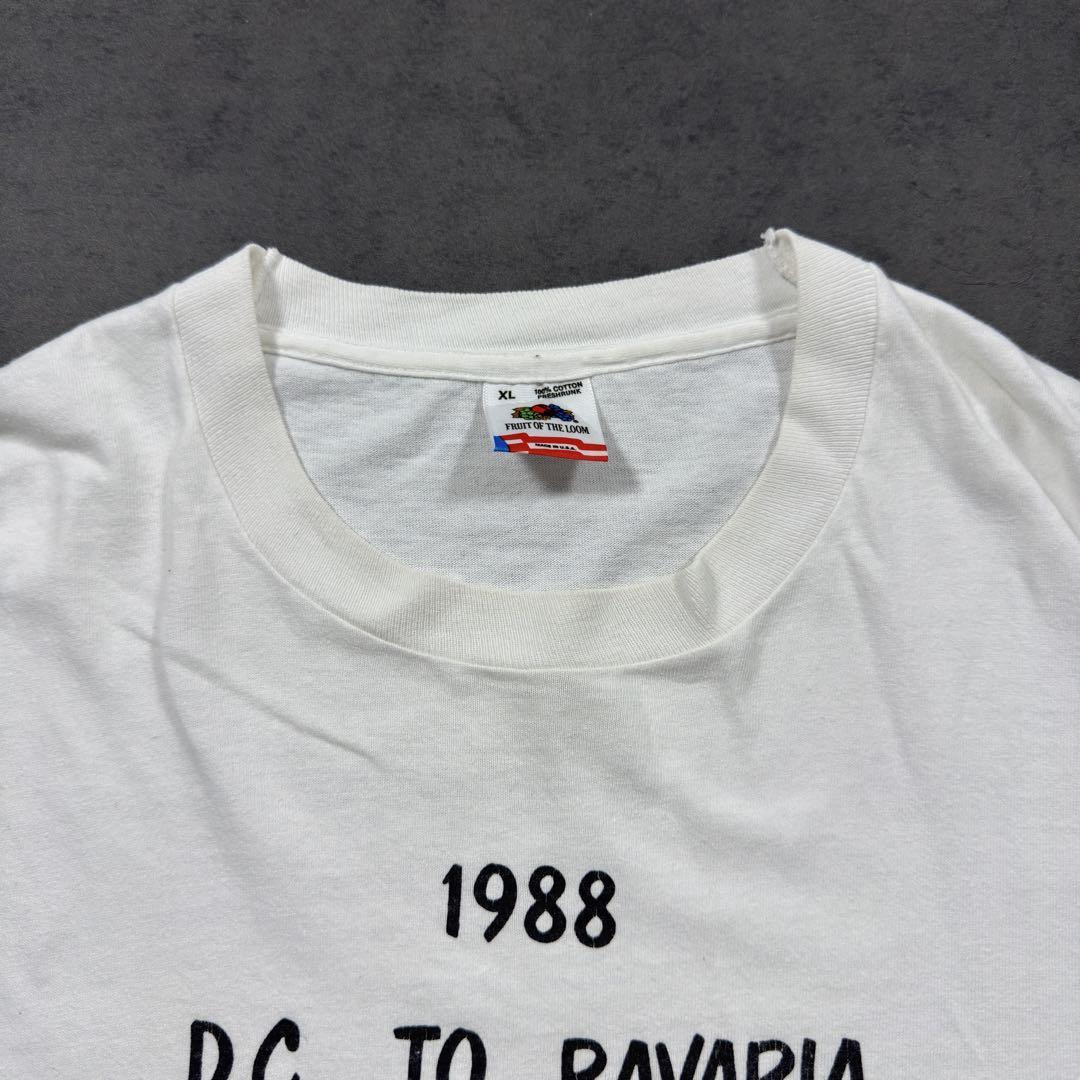 XL 100% COTTON
PRESHRUNK
FRUIT OF THE LOOM
MADE IN U.S.A.
1988
D.C. TO BAVARIA